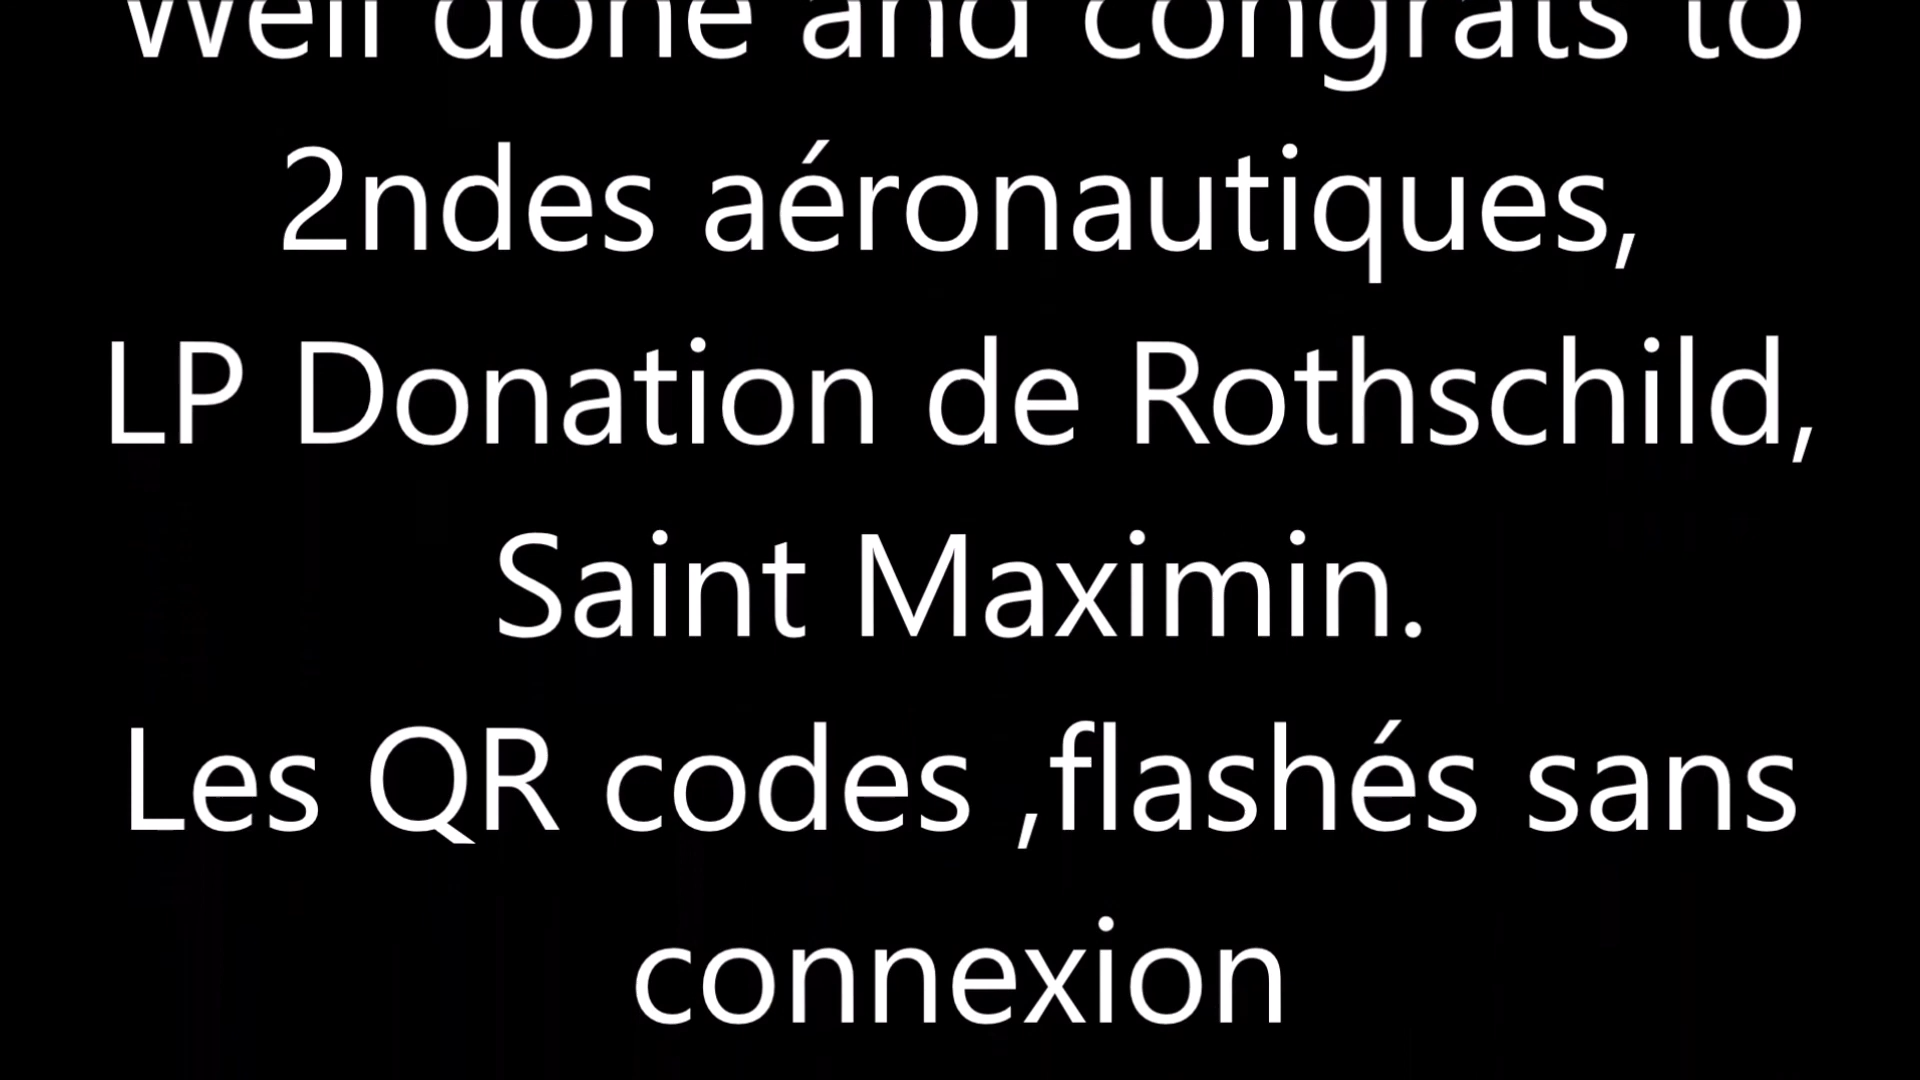 Well done and congrats to
2ndes aéronautiques,
LP Donation de Rothschild,
Saint Maximin.
Les QR codes ,flashés sans
connexion